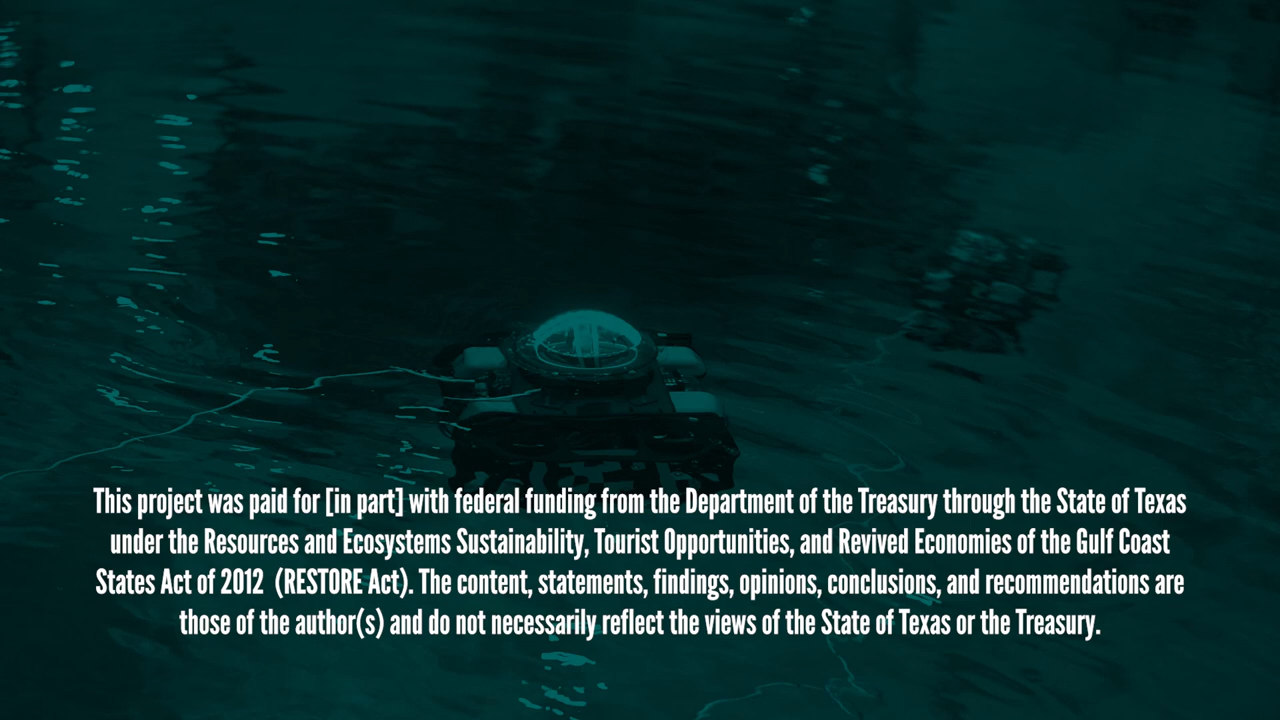 This project was paid for [in part] with federal funding from the Department of the Treasury through the State of Texas
under the Resources and Ecosystems Sustainability, Tourist Opportunities, and Revived Economies of the Gulf Coast
States Act of 2012 (RESTORE Act). The content, statements, findings, opinions, conclusions, and recommendations are
those of the author(s) and do not necessarily reflect the views of the State of Texas or the Treasury.